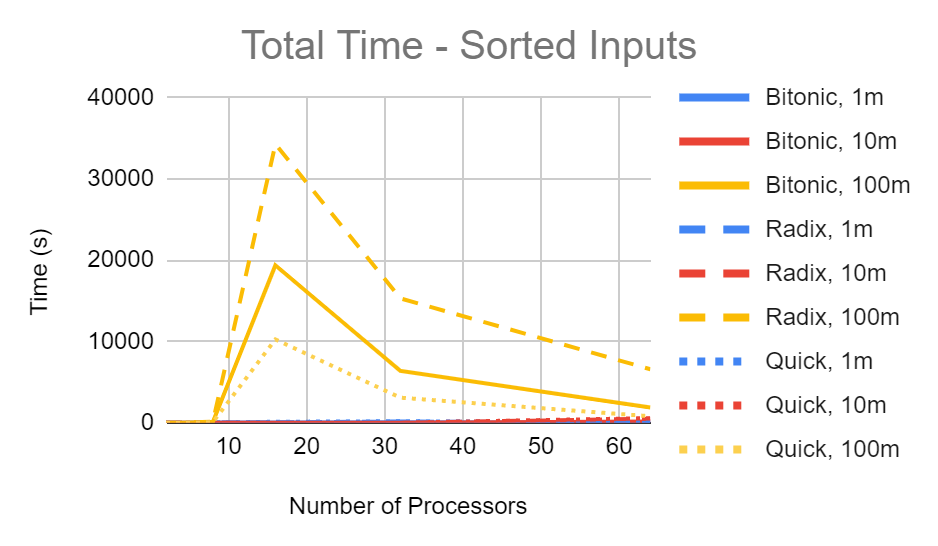 Total Time - Sorted Inputs
40000
30000
20000
10000
0
Time (s)
10 20 30 40 50 60
Number of Processors
Bitonic, 1m
Bitonic, 10m
Bitonic, 100m
Radix, 1m
Radix, 10m
Radix, 100m
Quick, 1m
Quick, 10m
Quick, 100m